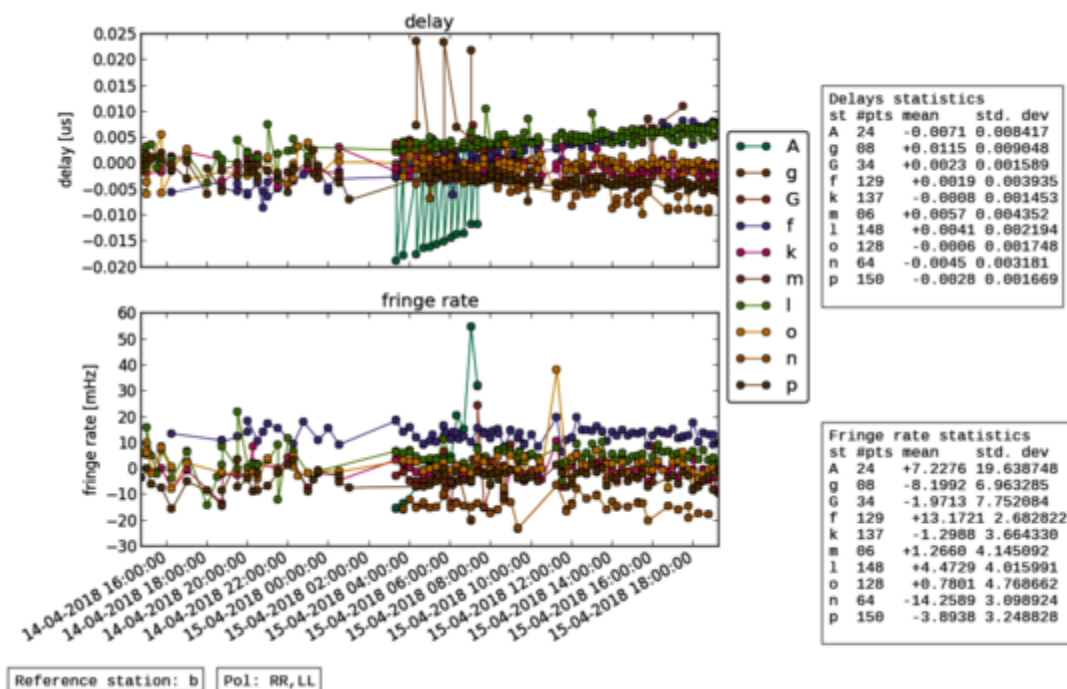 delay
0.025
0.020
0.015
0.010
0.005
0.000
−0.005
−0.010
−0.015
−0.020
delay [us]
fringe rate
60
50
40
30
20
10
0
−10
−20
−30
fringe rate [mHz]
14-04-2018 16:00:00
14-04-2018 18:00:00
14-04-2018 20:00:00
14-04-2018 22:00:00
15-04-2018 00:00:00
15-04-2018 02:00:00
15-04-2018 04:00:00
15-04-2018 06:00:00
15-04-2018 08:00:00
15-04-2018 10:00:00
15-04-2018 12:00:00
15-04-2018 14:00:00
15-04-2018 16:00:00
15-04-2018 18:00:00
A
g
G
f
k
m
l
o
n
p
Delays statistics
st #pts mean std. dev
A 24 -0.0071 0.008417
g 08 +0.0115 0.009048
G 34 +0.0023 0.001589
f 129 +0.0019 0.003935
k 137 -0.0008 0.001453
m 06 +0.0057 0.004352
l 148 +0.0041 0.002194
o 128 -0.0006 0.001748
n 64 -0.0045 0.003181
p 150 -0.0028 0.001669
Fringe rate statistics
st #pts mean std. dev
A 24 +7.2276 19.638748
g 08 -8.1992 6.963285
G 34 -1.9713 7.752084
f 129 +13.1721 2.682822
k 137 -1.2988 3.664330
m 06 +1.2660 4.145092
l 148 +4.4729 4.015991
o 128 +0.7801 4.768662
n 64 -14.2589 3.098924
p 150 -3.8938 3.248828
Reference station: b
Pol: RR,LL